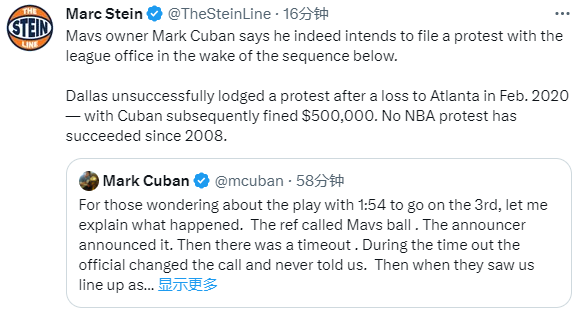 THE
STEIN
LINE
Marc Stein @TheSteinLine · 16分钟
Mavs owner Mark Cuban says he indeed intends to file a protest with the
league office in the wake of the sequence below.
Dallas unsuccessfully lodged a protest after a loss to Atlanta in Feb. 2020
— with Cuban subsequently fined $500,000. No NBA protest has
succeeded since 2008.
Mark Cuban @mcuban · 58分钟
For those wondering about the play with 1:54 to go on the 3rd, let me
explain what happened.  The ref called Mavs ball . The announcer
announced it. Then there was a timeout . During the time out the
official changed the call and never told us.  Then when they saw us
line up as... 显示更多